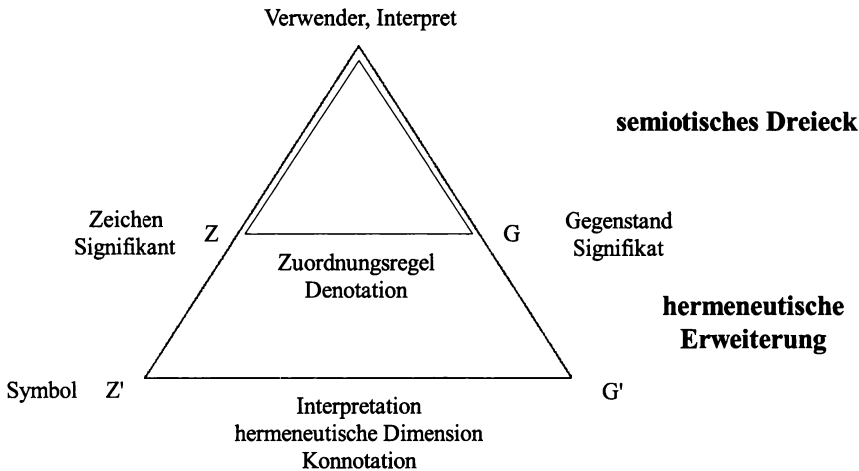 Verwender, Interpret
semiotisches Dreieck
Zeichen
Signifikant
Z
G
Gegenstand
Signifikat
Zuordnungsregel
Denotation
hermeneutische
Erweiterung
Symbol Z'
G'
Interpretation
hermeneutische Dimension
Konnotation